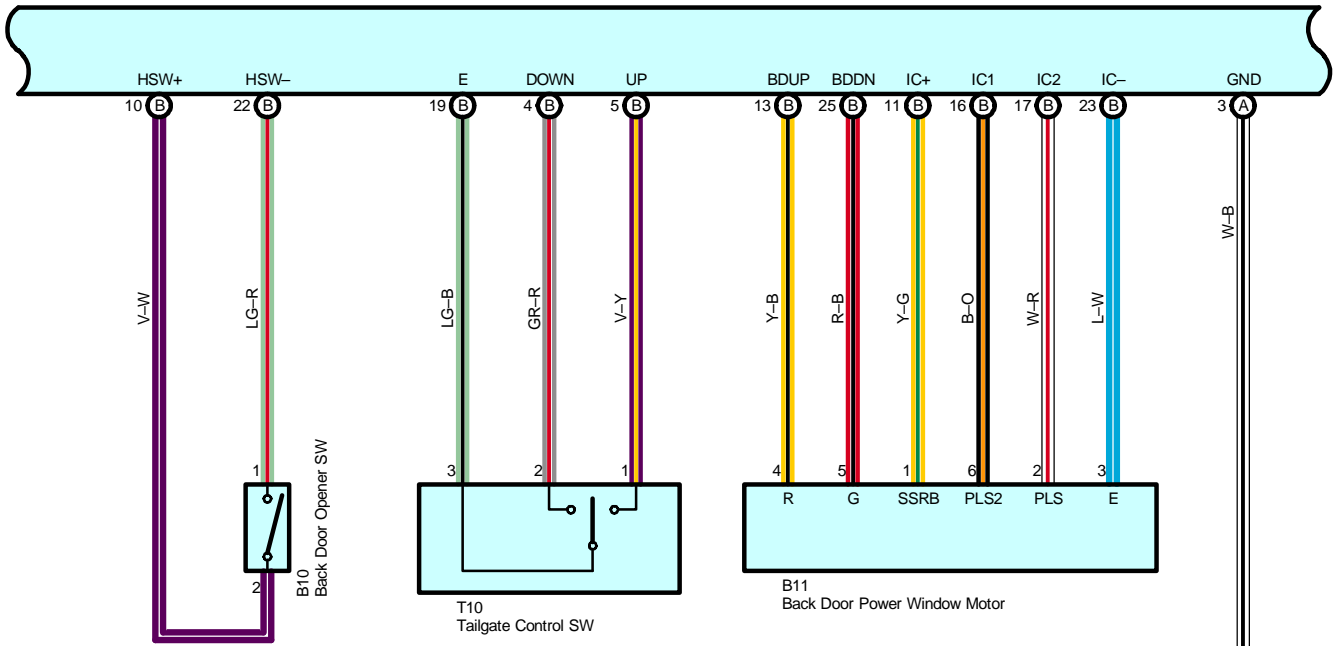 HSW+ HSW– E DOWN UP BDUP BDDN IC+ IC1 IC2 IC– GND
10 B 22 B 19 B 4 B 5 B 13 B 25 B 11 B 16 B 17 B 23 B 3 A
V–W
LG–R
LG–B
GR–R
V–Y
Y–B
R–B
Y–G
B–O
W–R
L–W
W–B
1 3 2 1 4 5 1 6 2 3
R G SSRB PLS2 PLS E
2
B10
Back Door Opener SW
T10
Tailgate Control SW
B11
Back Door Power Window Motor